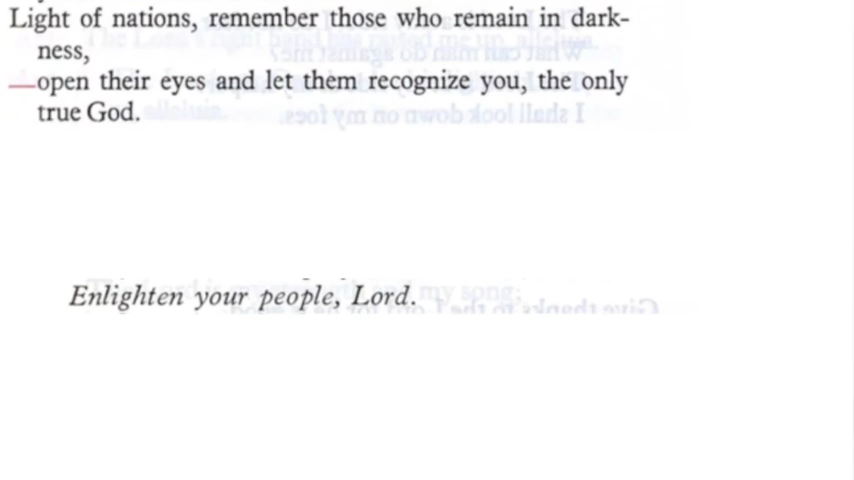 Light of nations, remember those who remain in dark-
ness,
—open their eyes and let them recognize you, the only
true God.
Enlighten your people, Lord.